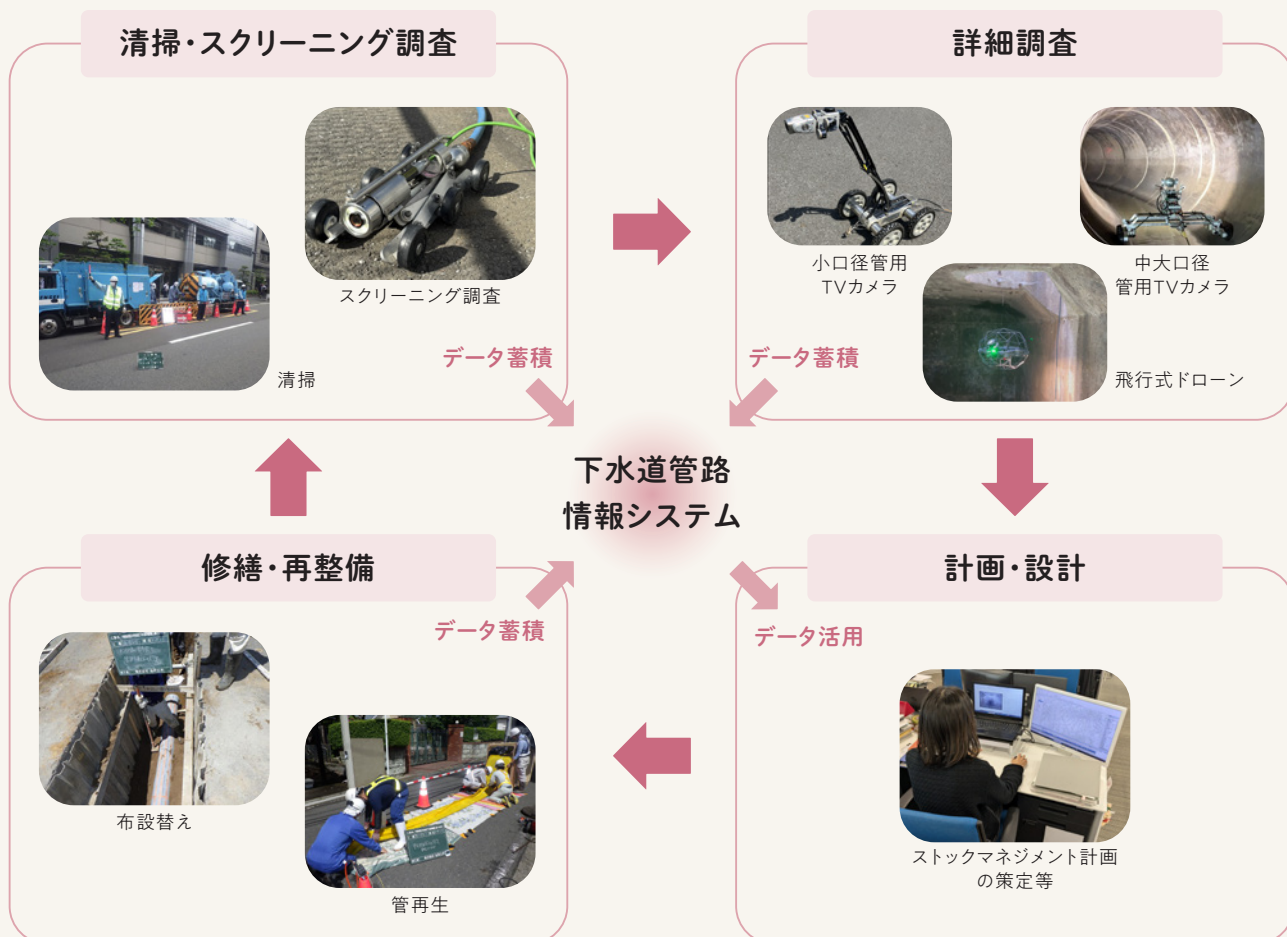 清掃・スクリーニング調査
スクリーニング調査
清掃
データ蓄積
詳細調査
小口径管用
TVカメラ
中大口径
管用TVカメラ
飛行式ドローン
データ蓄積
下水道管路
情報システム
修繕・再整備
データ蓄積
布設替え
管再生
計画・設計
データ活用
ストックマネジメント計画
の策定等